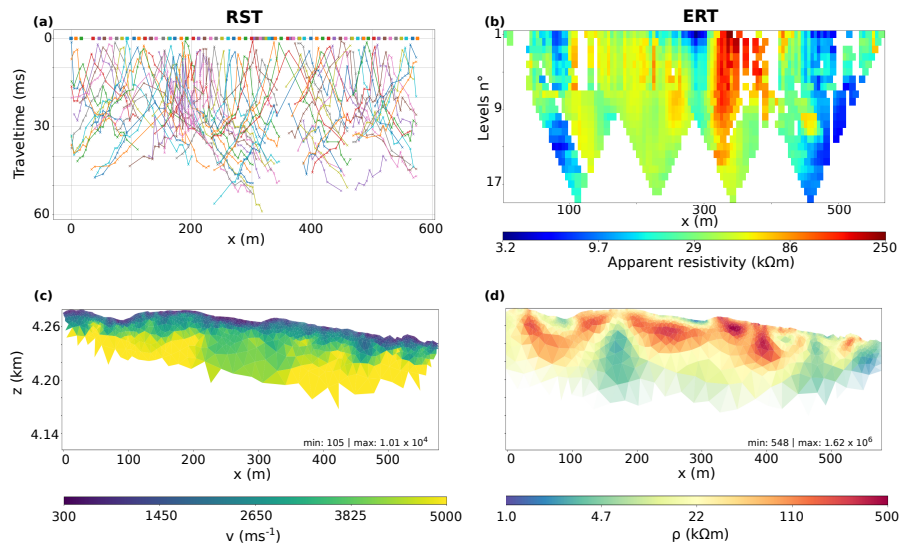 RST
ERT
(a)
(b)
0
30
60
Traveltime (ms)
0 100 200 300 400 500 600
x (m)
1
9
17
Levels n°
100 300 500
x (m)
3.2 9.7 29 86 250
Apparent resistivity (kΩm)
(c)
(d)
4.26
4.20
4.14
z (km)
min: 105 | max: 1.01 x 10⁴
min: 548 | max: 1.62 x 10⁶
0 100 200 300 400 500
x (m)
0 100 200 300 400 500
x (m)
300 1450 2650 3825 5000
v (ms⁻¹)
1.0 4.7 22 110 500
ρ (kΩm)